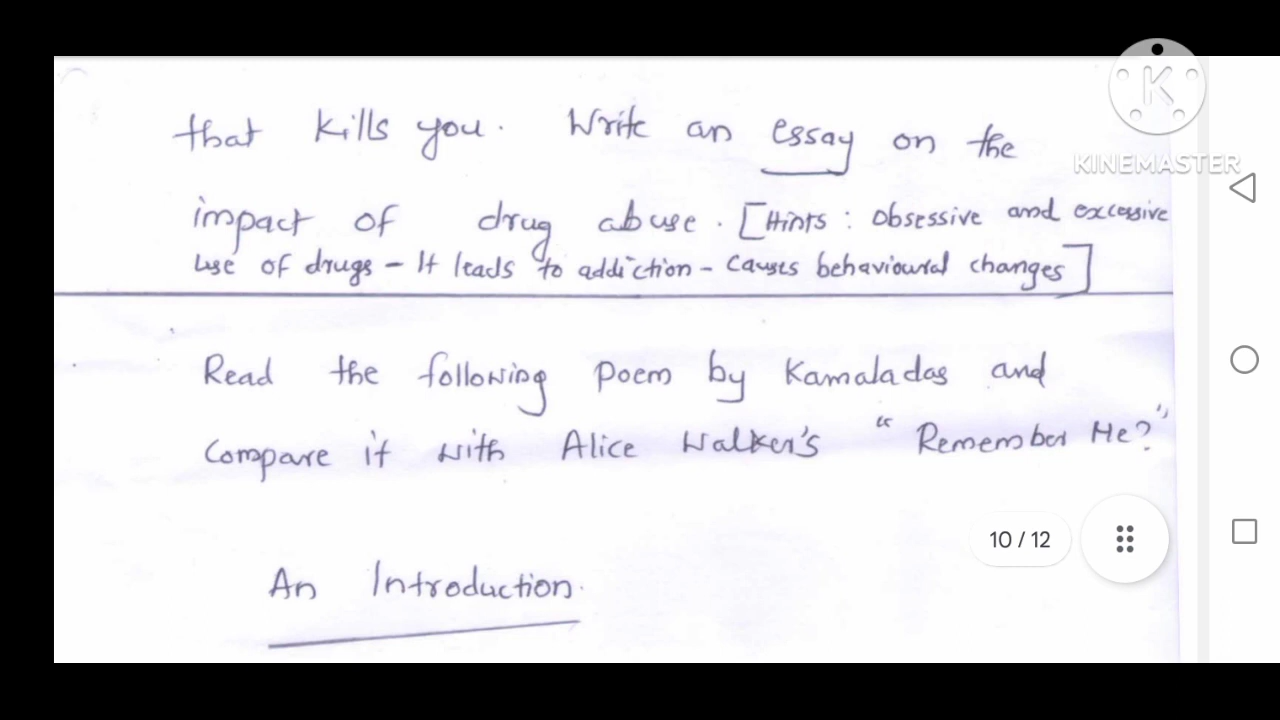 that kills you. Write an essay on the
impact of drug abuse. [Hints : Obsessive and excessive
use of drugs – It leads to addiction – Causes behavioural changes]
Read the following poem by Kamaladas and
Compare it with Alice Walker's "Remember Me?"
An Introduction.
K
KINEMASTER
10 / 12